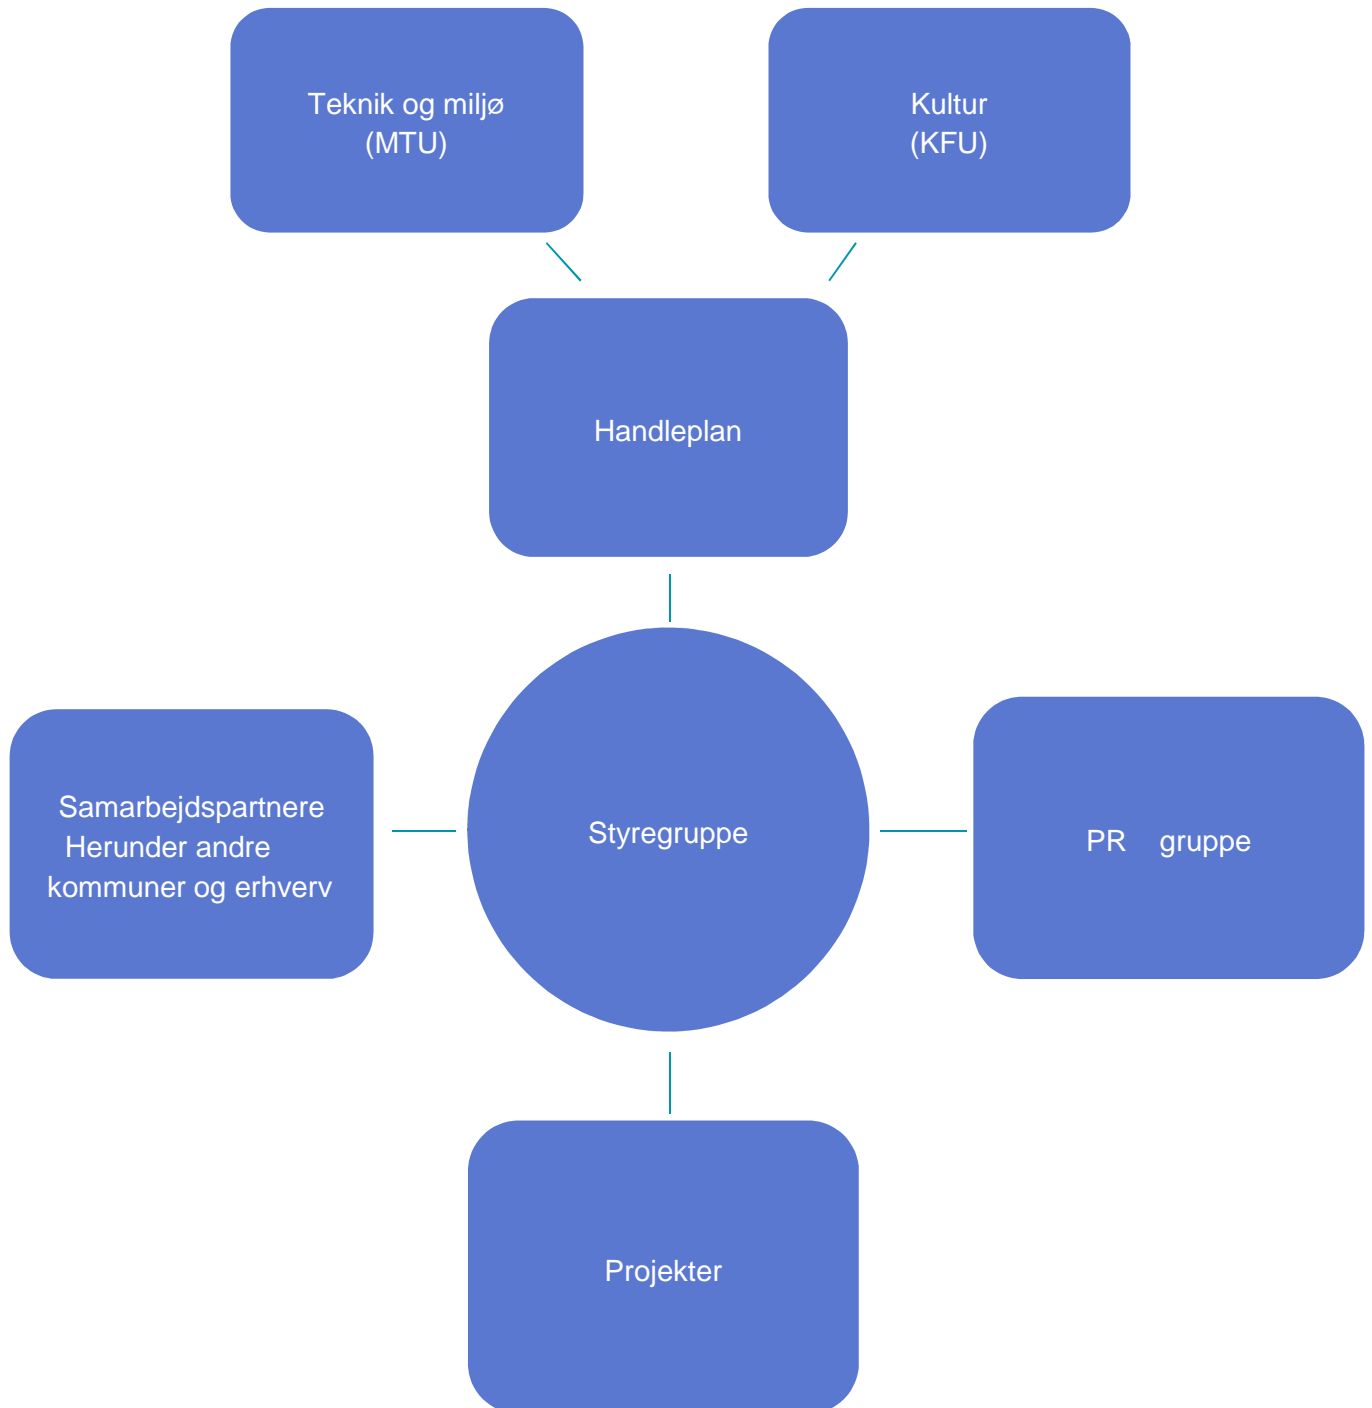 Teknik og miljø
(MTU)
Kultur
(KFU)
Handleplan
Samarbejdspartnere
Herunder andre
kommuner og erhverv
Styregruppe
PR gruppe
Projekter